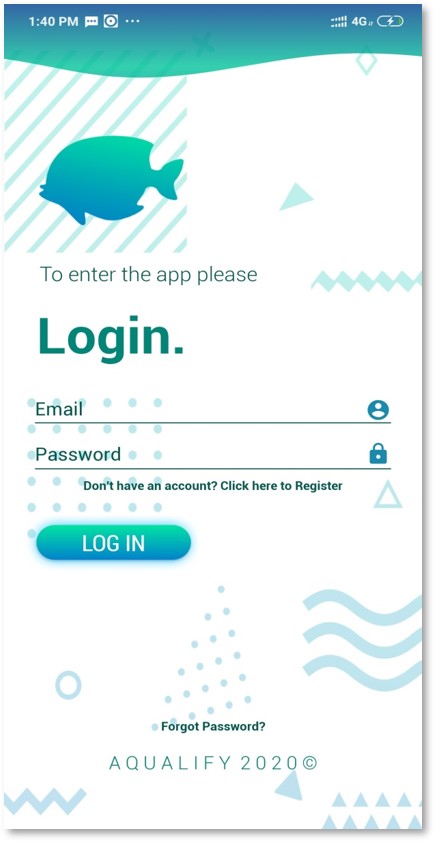 1:40 PM ... 4G
To enter the app please
Login.
Email
Password
Don't have an account? Click here to Register
LOG IN
Forgot Password?
AQUALIFY 2020©